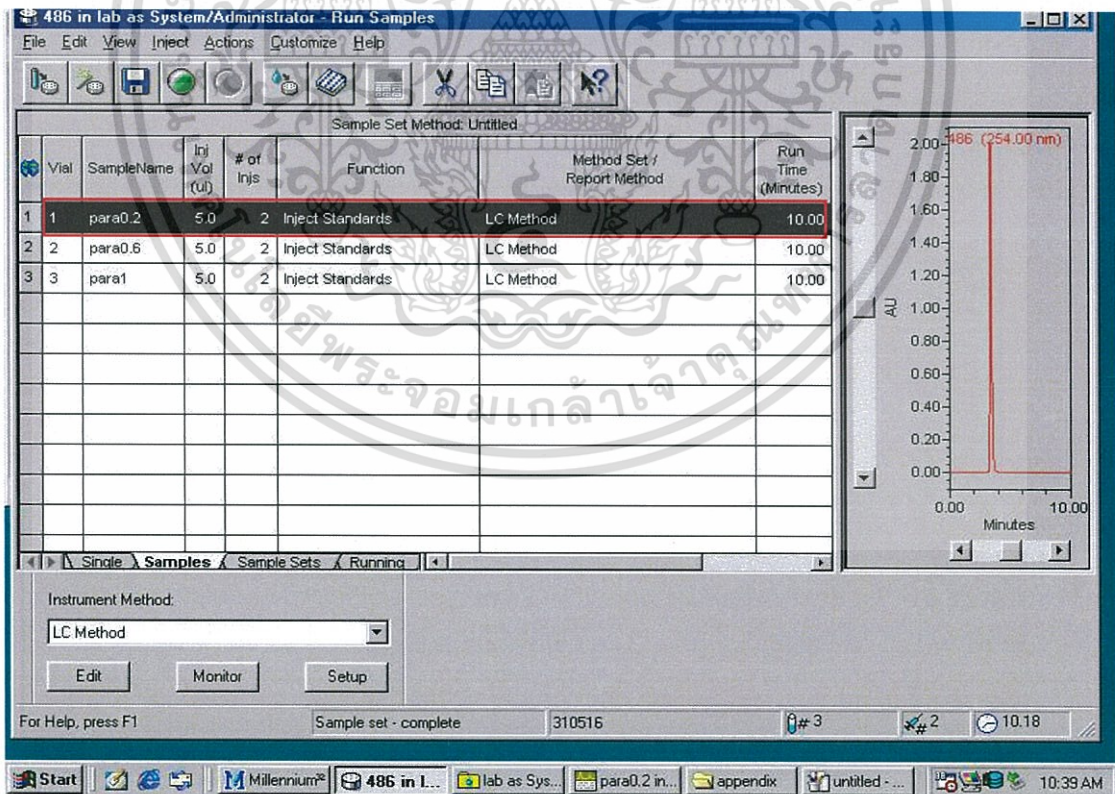 486 in lab as System/Administrator - Run Samples
File Edit View Inject Actions Customize Help
Sample Set Method: Untitled
Vial SampleName Inj Vol (ul) # of Injs Function Method Set / Report Method Run Time (Minutes)
1 1 para0.2 5.0 2 Inject Standards LC Method 10.00
2 2 para0.6 5.0 2 Inject Standards LC Method 10.00
3 3 para1 5.0 2 Inject Standards LC Method 10.00
486 (254.00 nm)
2.00
1.80
1.60
1.40
1.20
1.00
0.80
0.60
0.40
0.20
0.00
AU
0.00 10.00
Minutes
Single Samples Sample Sets Running
Instrument Method:
LC Method
Edit Monitor Setup
For Help, press F1 Sample set - complete 310516 # 3 # 2 10.18
Start Millennium³² 486 in l... lab as Sys... para0.2 in... appendix untitled - ... 10:39 AM